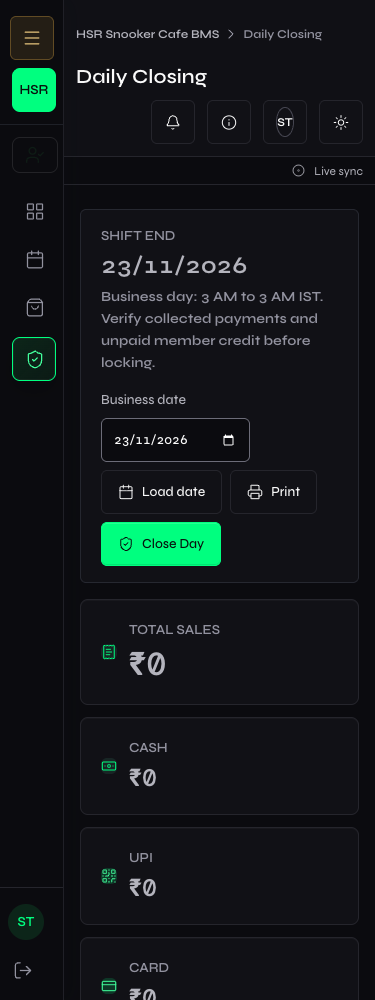 HSR Snooker Cafe BMS > Daily Closing
HSR
Daily Closing
ST
Live sync
SHIFT END
23/11/2026
Business day: 3 AM to 3 AM IST.
Verify collected payments and
unpaid member credit before
locking.
Business date
23/11/2026
Load date
Print
Close Day
TOTAL SALES
₹0
CASH
₹0
UPI
₹0
CARD
₹0
ST